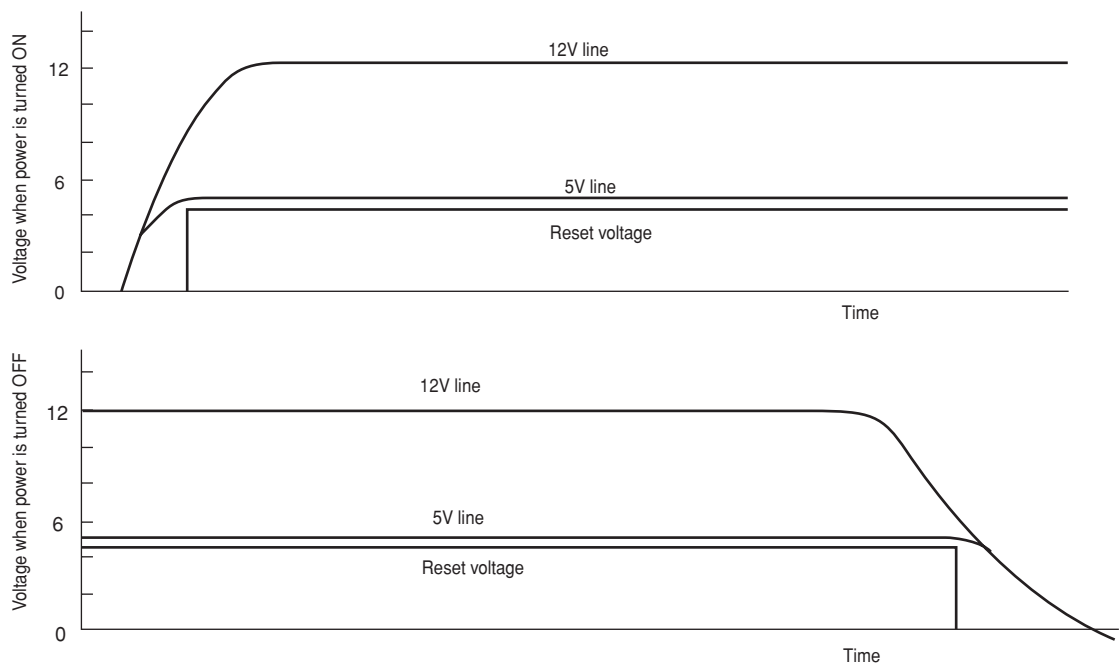 Voltage when power is turned ON
12
6
0
12V line
5V line
Reset voltage
Time
Voltage when power is turned OFF
12
6
0
12V line
5V line
Reset voltage
Time